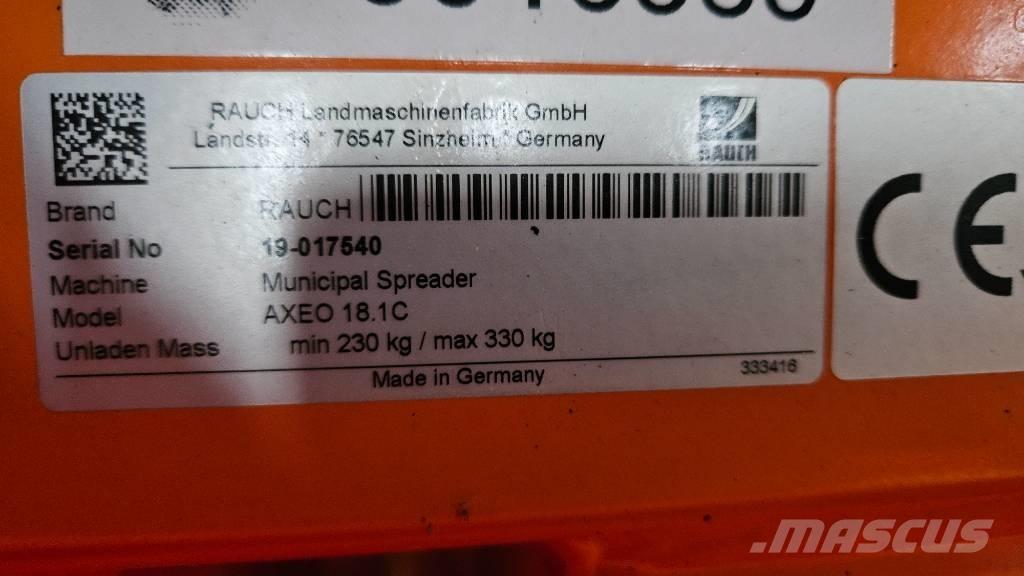 RAUCH Landmaschinenfabrik GmbH
Landstr. 14 * 76547 Sinzheim * Germany
RAUCH
Brand RAUCH
Serial No 19-017540
Machine Municipal Spreader
Model AXEO 18.1C
Unladen Mass min 230 kg / max 330 kg
Made in Germany 333416
CE
.MASCUS